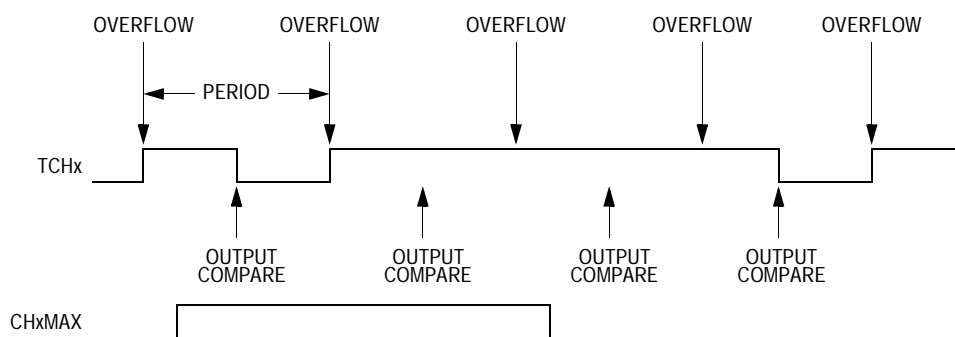 OVERFLOW OVERFLOW OVERFLOW OVERFLOW OVERFLOW
PERIOD
TCHx
OUTPUT OUTPUT OUTPUT OUTPUT
COMPARE COMPARE COMPARE COMPARE
CHxMAX